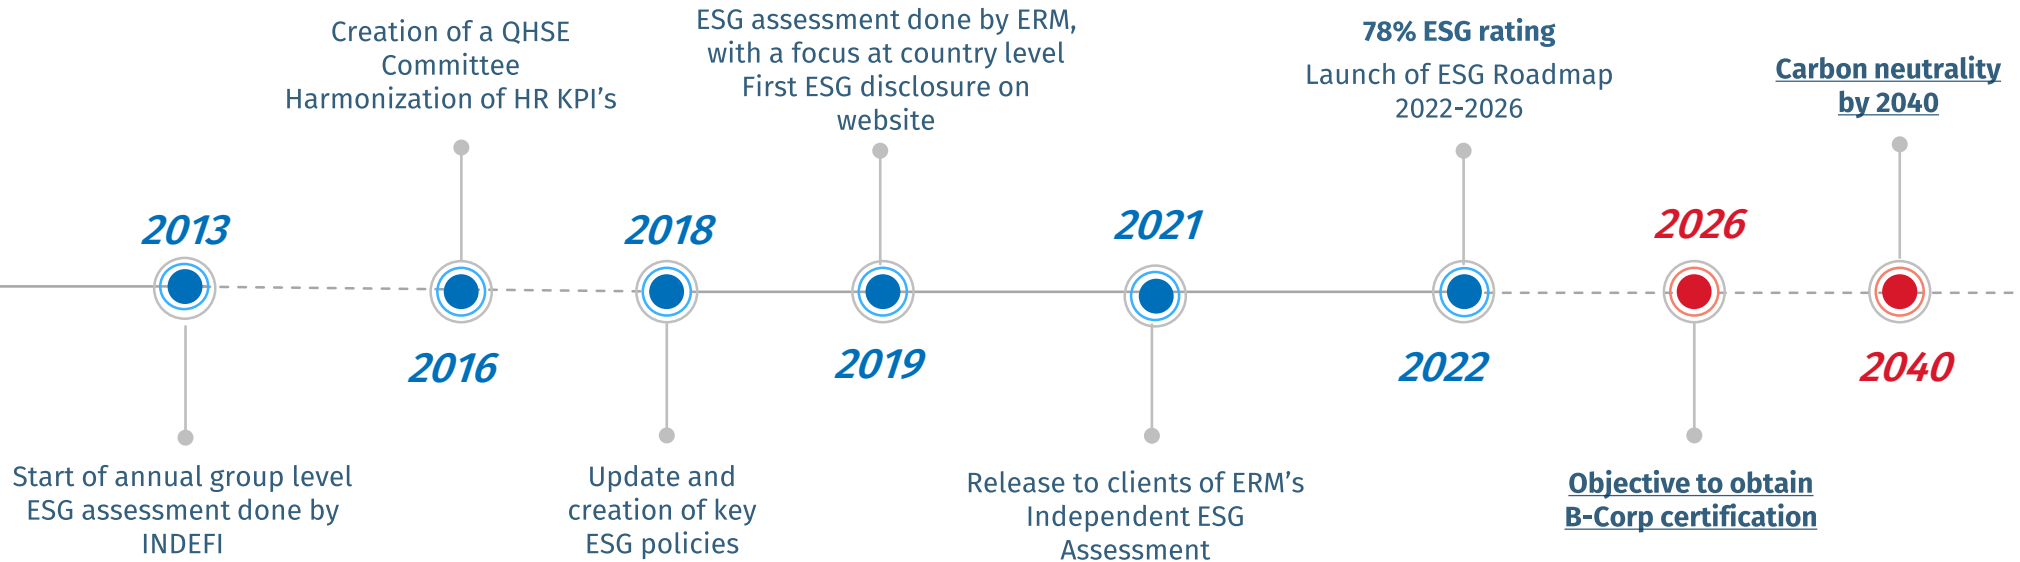 2013
Start of annual group level
ESG assessment done by
INDEFI
Creation of a QHSE
Committee
Harmonization of HR KPI’s
2016
2018
Update and
creation of key
ESG policies
ESG assessment done by ERM,
with a focus at country level
First ESG disclosure on
website
2019
2021
Release to clients of ERM’s
Independent ESG
Assessment
78% ESG rating
Launch of ESG Roadmap
2022-2026
2022
2026
Objective to obtain
B-Corp certification
Carbon neutrality
by 2040
2040